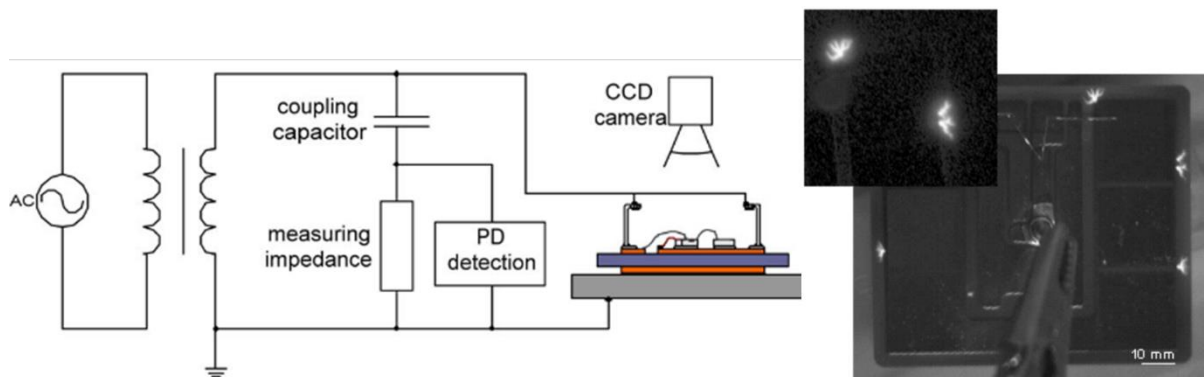 AC
coupling
capacitor
measuring
impedance
PD
detection
CCD
camera
10 mm